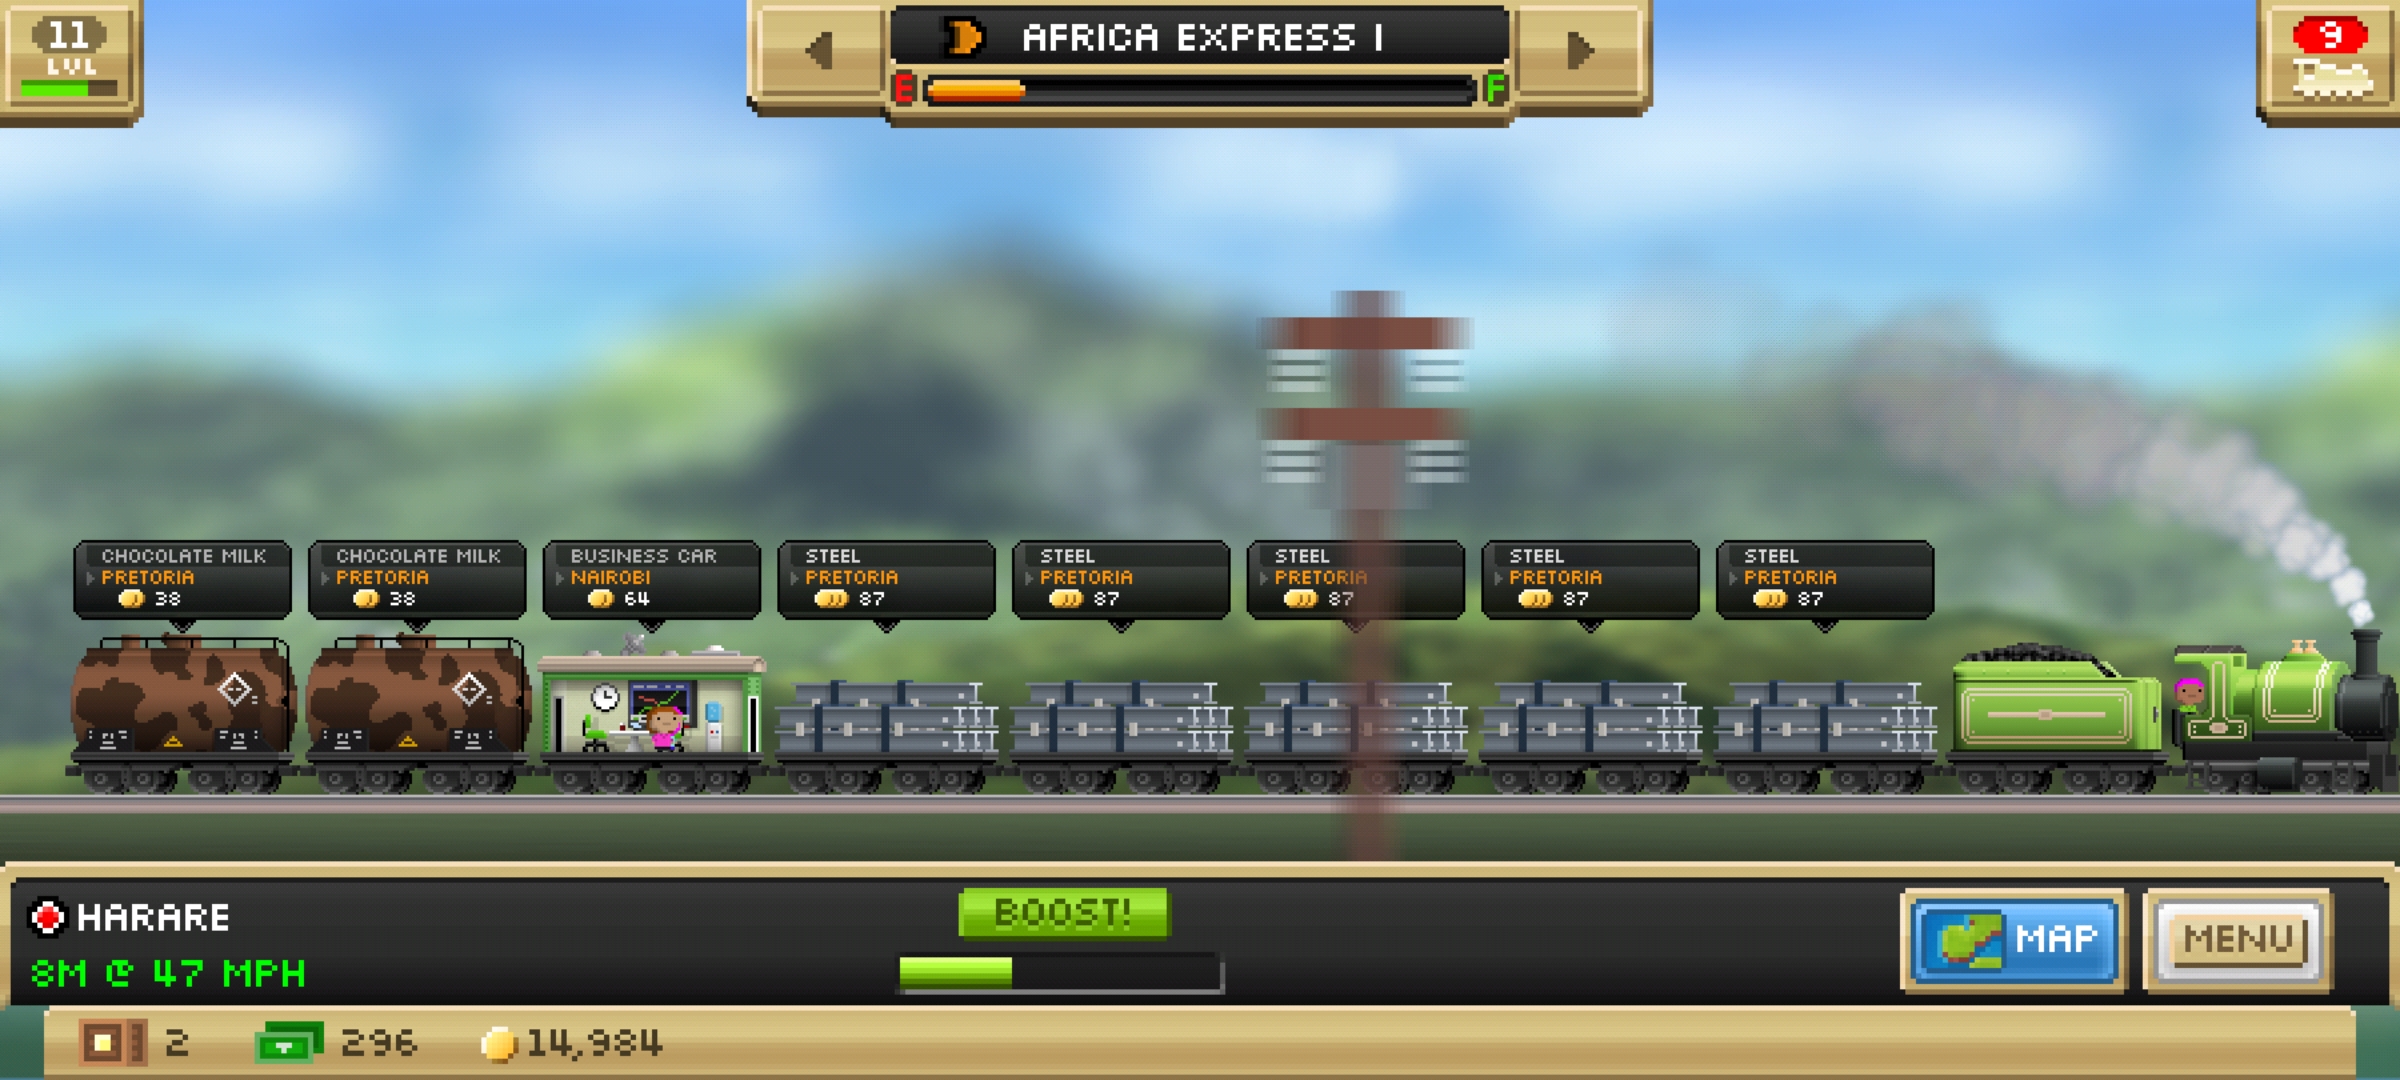 11
LVL
AFRICA EXPRESS I
E F
9
CHOCOLATE MILK
PRETORIA
38
CHOCOLATE MILK
PRETORIA
38
BUSINESS CAR
NAIROBI
64
STEEL
PRETORIA
87
STEEL
PRETORIA
87
STEEL
PRETORIA
87
STEEL
PRETORIA
87
STEEL
PRETORIA
87
HARARE
8M @ 47 MPH
BOOST!
MAP
MENU
2
296
14,984